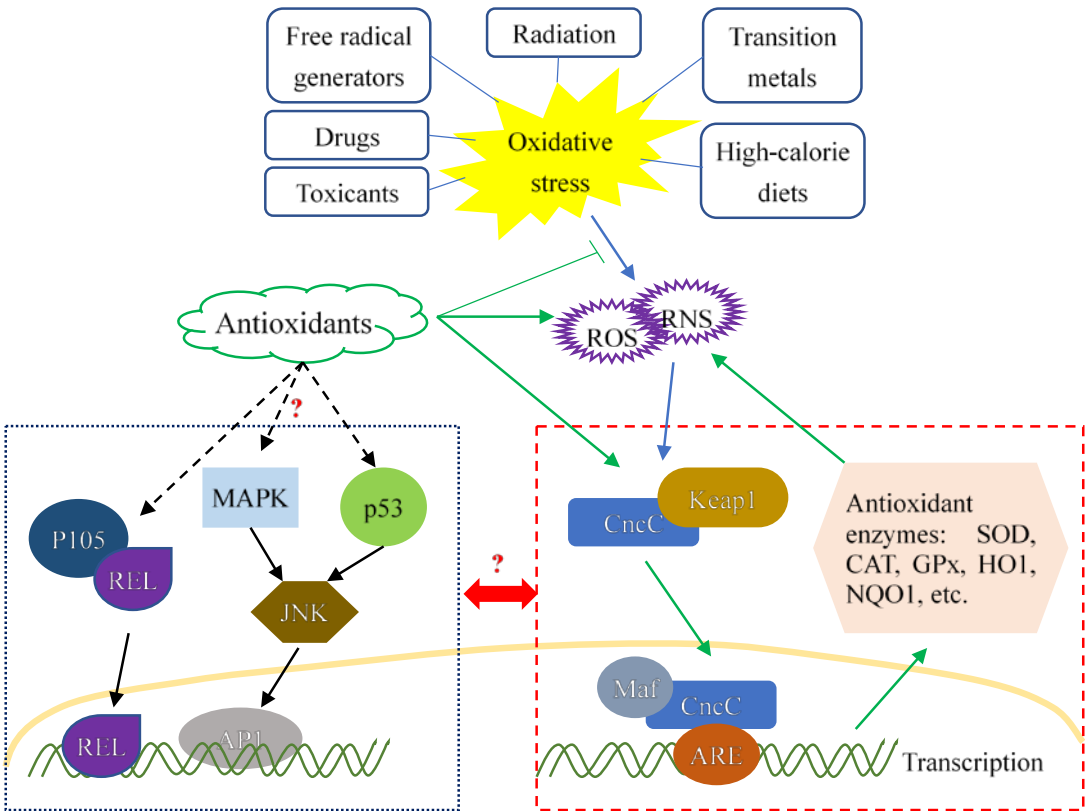 Free radical
generators
Radiation
Transition
metals
Drugs
Oxidative
stress
High-calorie
diets
Toxicants
Antioxidants
ROS
RNS
?
MAPK
p53
P105
REL
JNK
REL
AP1
?
Keap1
CncC
Antioxidant
enzymes: SOD,
CAT, GPx, HO1,
NQO1, etc.
Maf
CncC
ARE
Transcription